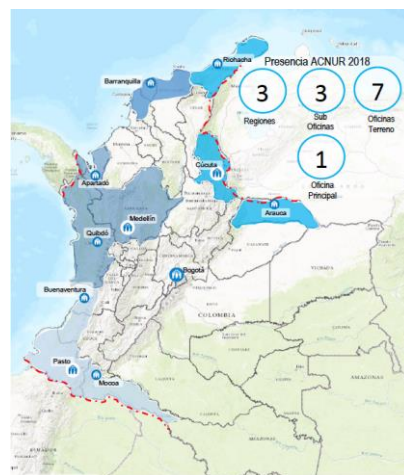 Riohacha
Presencia ACNUR 2018
3
Regiones
3
Sub
Oficinas
7
Oficinas
Terreno
1
Oficina
Principal
Barranquilla
Cúcuta
Apartadó
Medellín
Arauca
Quibdó
Bogotá
Buenaventura
COLOMBIA
Pasto
Mocoa
AMAZONAS